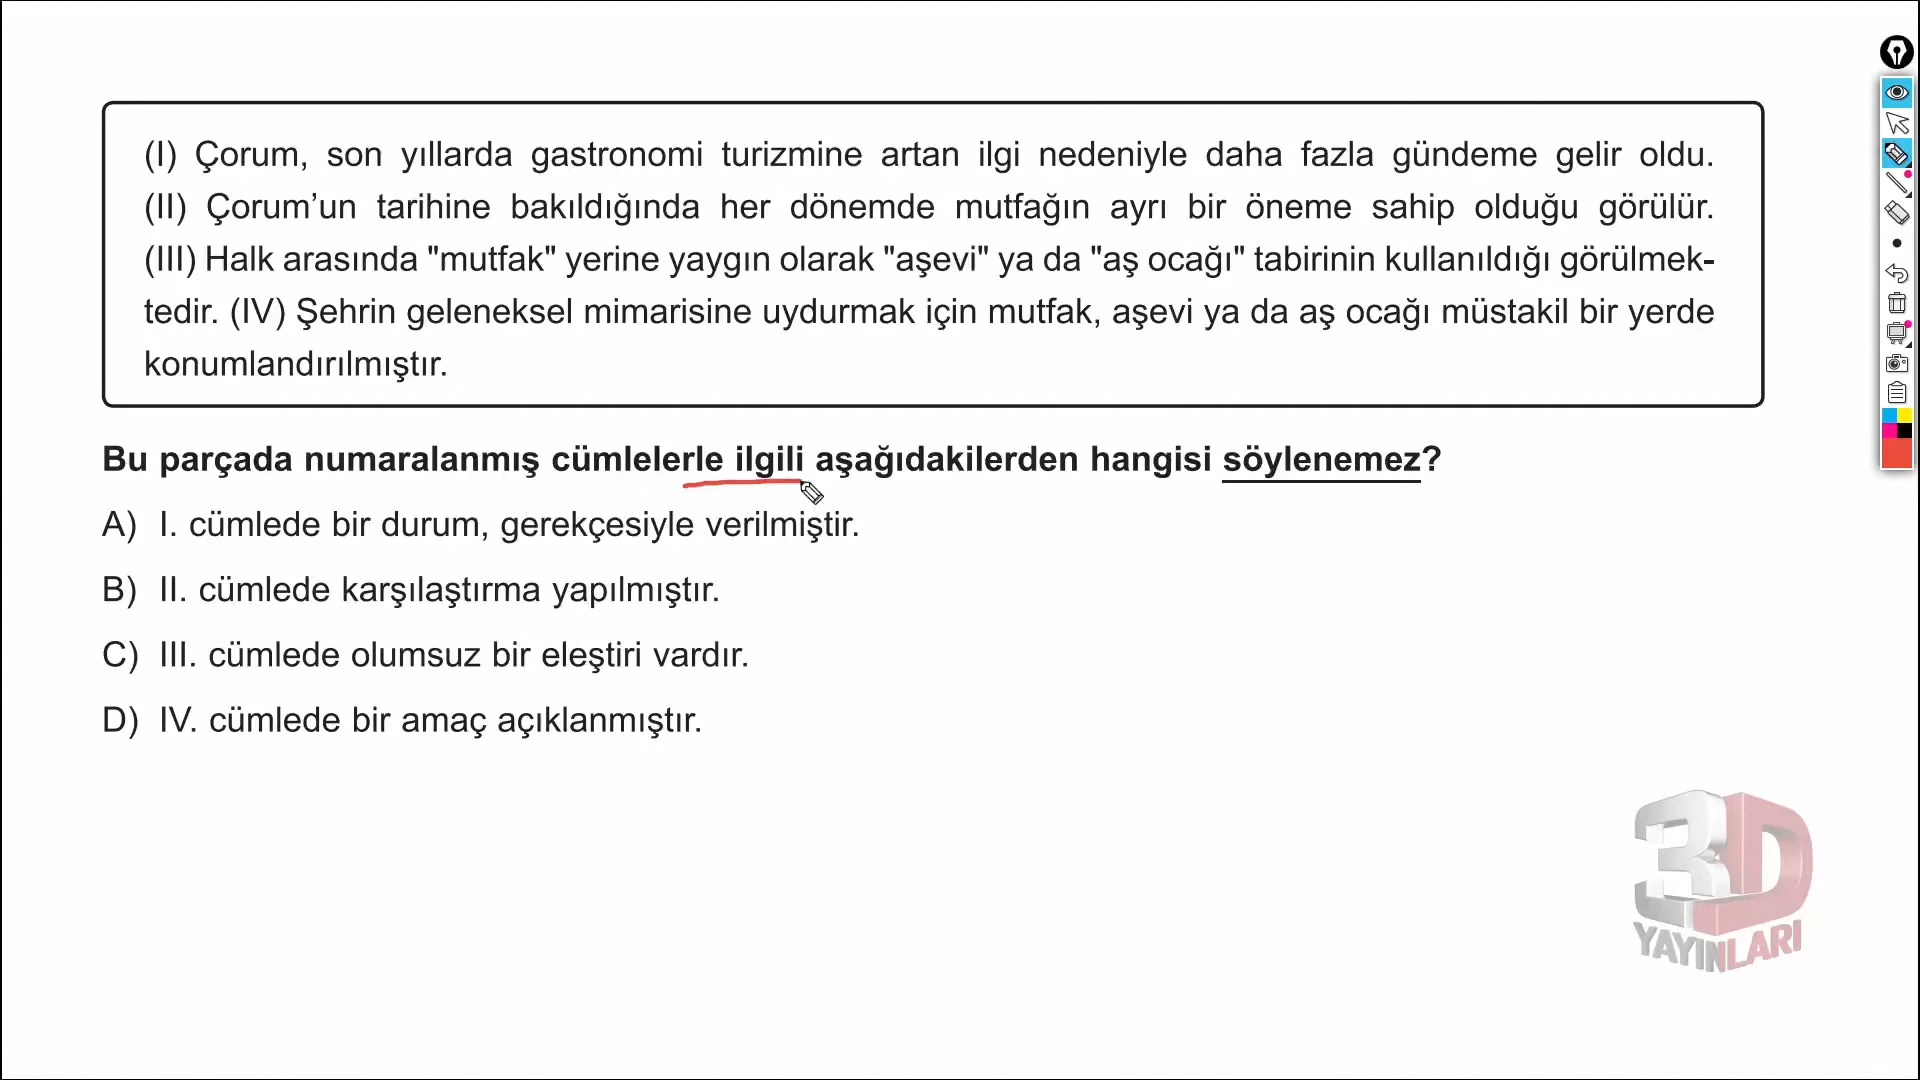 (I) Çorum, son yıllarda gastronomi turizmine artan ilgi nedeniyle daha fazla gündeme gelir oldu.
(II) Çorum’un tarihine bakıldığında her dönemde mutfağın ayrı bir öneme sahip olduğu görülür.
(III) Halk arasında "mutfak" yerine yaygın olarak "aşevi" ya da "aş ocağı" tabirinin kullanıldığı görülmek-
tedir. (IV) Şehrin geleneksel mimarisine uydurmak için mutfak, aşevi ya da aş ocağı müstakil bir yerde
konumlandırılmıştır.
Bu parçada numaralanmış cümlelerle ilgili aşağıdakilerden hangisi söylenemez?
A) I. cümlede bir durum, gerekçesiyle verilmiştir.
B) II. cümlede karşılaştırma yapılmıştır.
C) III. cümlede olumsuz bir eleştiri vardır.
D) IV. cümlede bir amaç açıklanmıştır.
3D
YAYINLARI